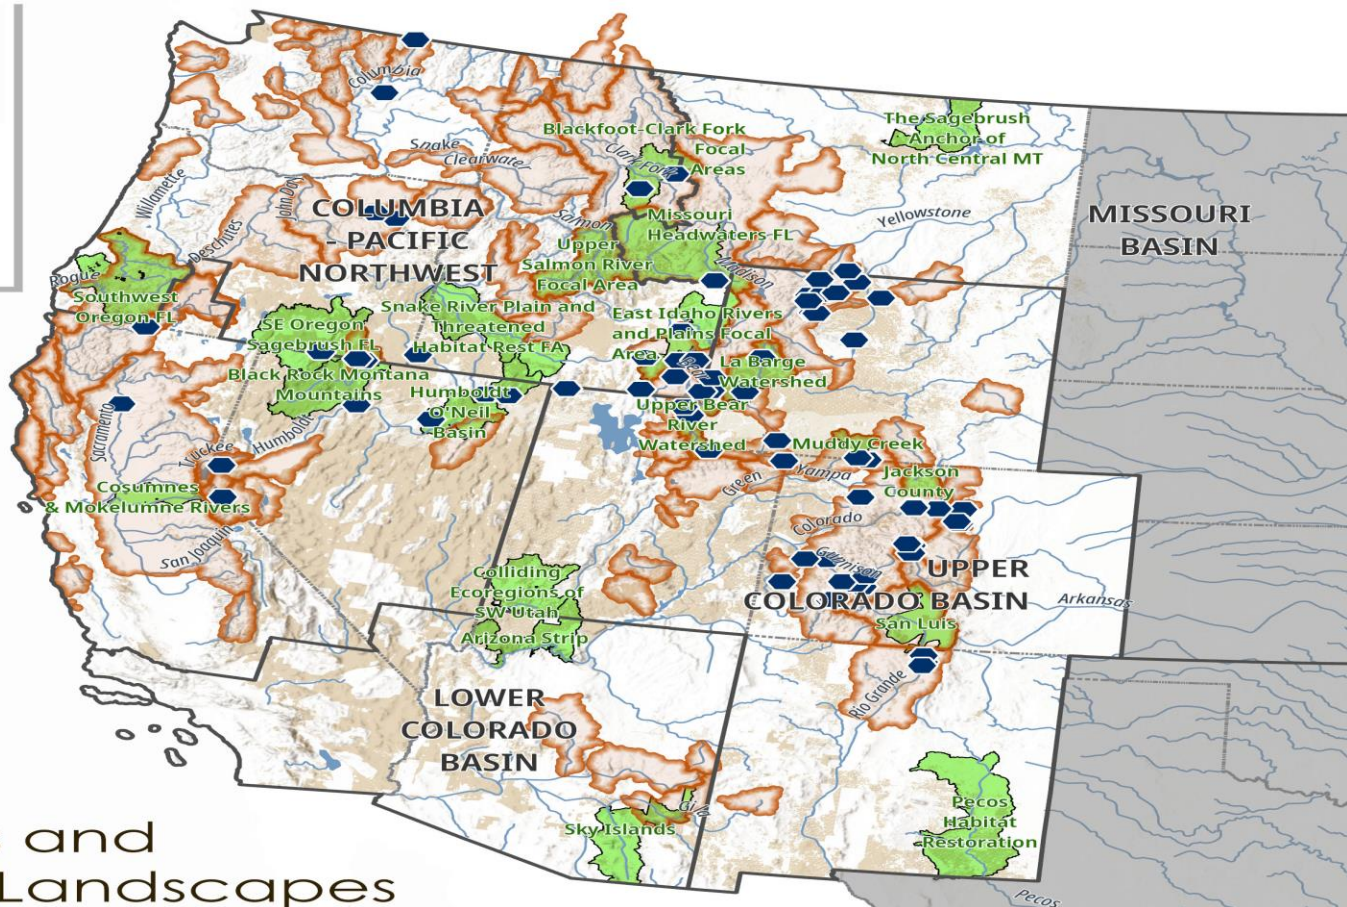 Columbia
Blackfoot-Clark Fork
Focal
Areas
Clark Fork
The Sagebrush
Anchor of
North Central MT
Snake
Clearwate
Willamette
John Day
Deschutes
COLUMBIA
- PACIFIC
NORTHWEST
Salmon
Missouri
Headwaters FL
Yellowstone
MISSOURI
BASIN
Upper
Salmon River
Focal Area
Madison
Rogue
Southwest
Oregon FL
Snake River Plain and
Threatened
Habitat Rest FA
East Idaho Rivers
and Plains Focal
Area
SE Oregon
Sagebrush FL
Black Rock Montana
Mountains
Bear
La Barge
Watershed
Humboldt
O'Neil
Basin
Upper Bear
River
Watershed
Sacramento
Truckee
Humboldt
Muddy Creek
Green
Yampa
Jackson
County
Cosumnes
& Mokelumne Rivers
San Joaquin
Colorado
Gunnison
UPPER
COLORADO BASIN
Arkansas
San Luis
Colliding
Ecoregions of
SW Utah
Arizona Strip
Rio Grande
LOWER
COLORADO
BASIN
Gila
Sky Islands
Pecos
Habitat
Restoration
Pecos
and
Landscapes